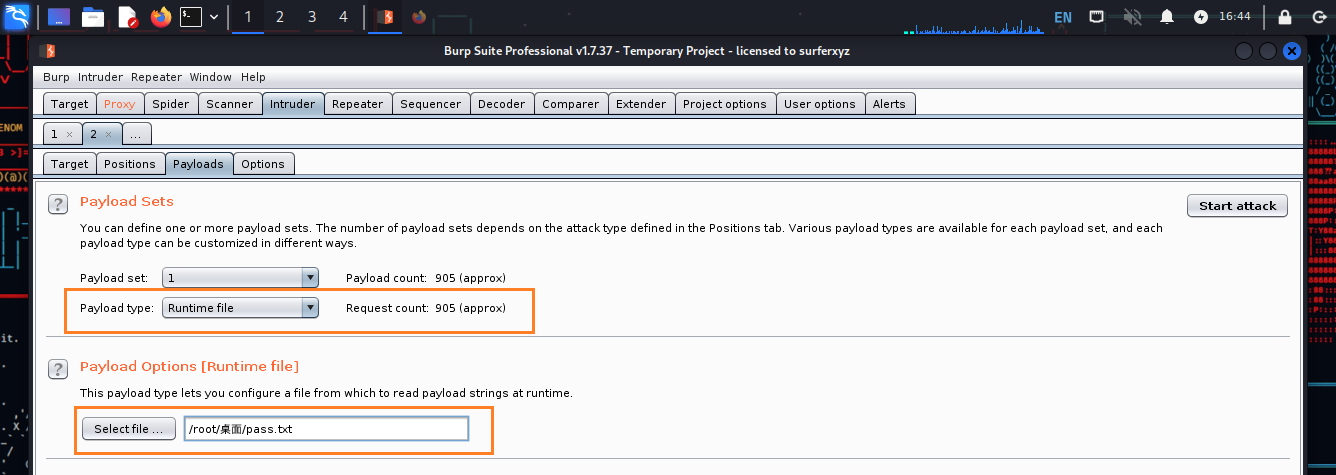 1 2 3 4 EN 16:44
Burp Suite Professional v1.7.37 - Temporary Project - licensed to surferxyz
Burp Intruder Repeater Window Help
Target Proxy Spider Scanner Intruder Repeater Sequencer Decoder Comparer Extender Project options User options Alerts
1 × 2 × ...
Target Positions Payloads Options
? Payload Sets
Start attack
You can define one or more payload sets. The number of payload sets depends on the attack type defined in the Positions tab. Various payload types are available for each payload set, and each
payload type can be customized in different ways.
Payload set: 1 Payload count: 905 (approx)
Payload type: Runtime file Request count: 905 (approx)
? Payload Options [Runtime file]
This payload type lets you configure a file from which to read payload strings at runtime.
Select file ... /root/桌面/pass.txt